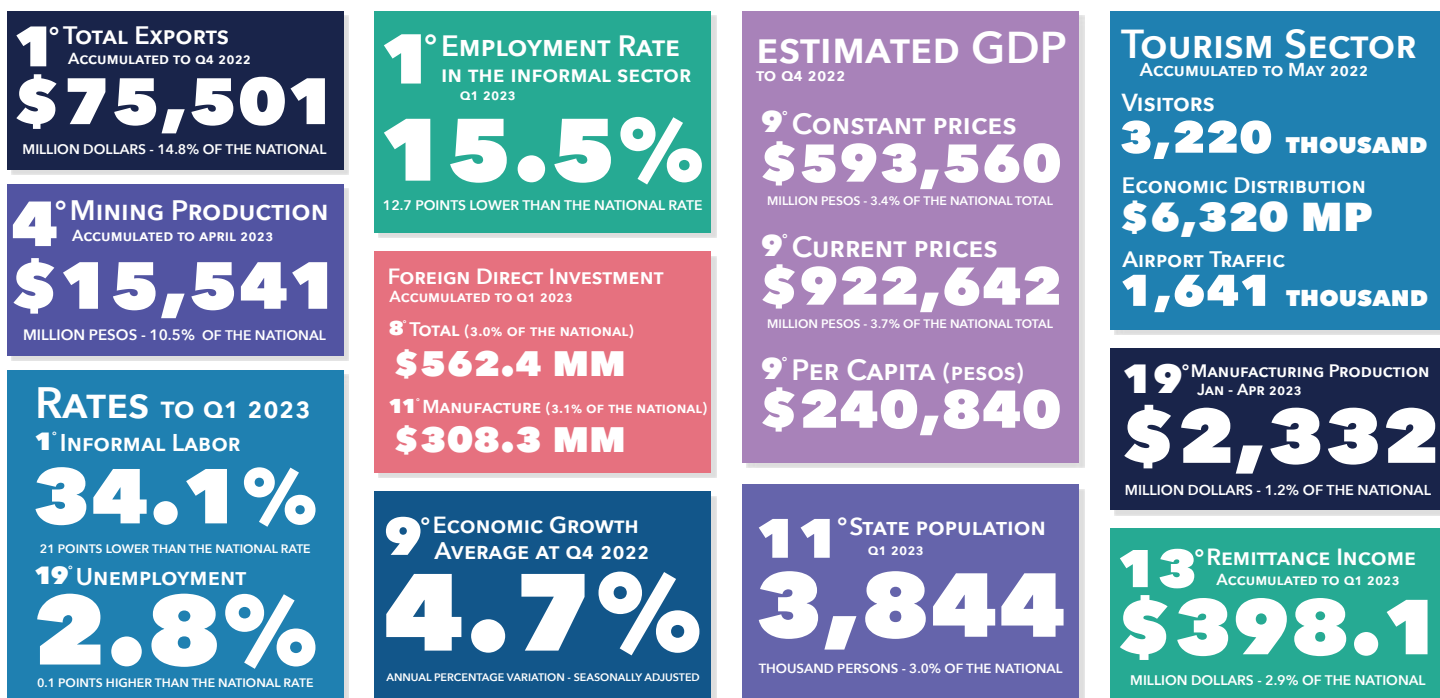 1° Total Exports
Accumulated to Q4 2022
$75,501
MILLION DOLLARS - 14.8% OF THE NATIONAL
4° Mining Production
Accumulated to april 2023
$15,541
MILLION PESOS - 10.5% OF THE NATIONAL
Rates to Q1 2023
1° Informal Labor
34.1%
21 POINTS LOWER THAN THE NATIONAL RATE
19° Unemployment
2.8%
0.1 POINTS HIGHER THAN THE NATIONAL RATE
1° Employment Rate
in the informal sector
Q1 2023
15.5%
12.7 POINTS LOWER THAN THE NATIONAL RATE
Foreign Direct Investment
Accumulated to Q1 2023
8° Total (3.0% of the national)
$562.4 MM
11° Manufacture (3.1% of the national)
$308.3 MM
9° Economic Growth
Average at Q4 2022
4.7%
ANNUAL PERCENTAGE VARIATION - SEASONALLY ADJUSTED
estimated GDP
to Q4 2022
9° Constant prices
$593,560
MILLION PESOS - 3.4% OF THE NATIONAL TOTAL
9° Current prices
$922,642
MILLION PESOS - 3.7% OF THE NATIONAL TOTAL
9° Per Capita (pesos)
$240,840
11° State population
Q1 2023
3,844
THOUSAND PERSONS - 3.0% OF THE NATIONAL
Tourism Sector
Accumulated to May 2022
Visitors
3,220 thousand
Economic Distribution
$6,320 MP
Airport Traffic
1,641 thousand
19° Manufacturing Production
Jan - Apr 2023
$2,332
MILLION DOLLARS - 1.2% OF THE NATIONAL
13° Remittance Income
Accumulated to Q1 2023
$398.1
MILLION DOLLARS - 2.9% OF THE NATIONAL